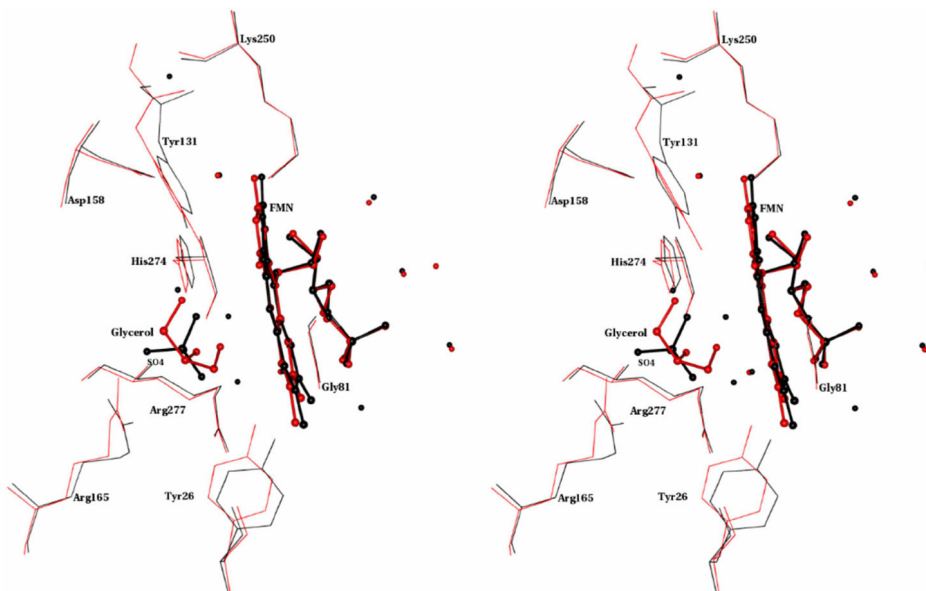 Lys250
Tyr131
Asp158
FMN
His274
Glycerol
SO4
Gly81
Arg277
Arg165
Tyr26
Lys250
Tyr131
Asp158
FMN
His274
Glycerol
SO4
Gly81
Arg277
Arg165
Tyr26